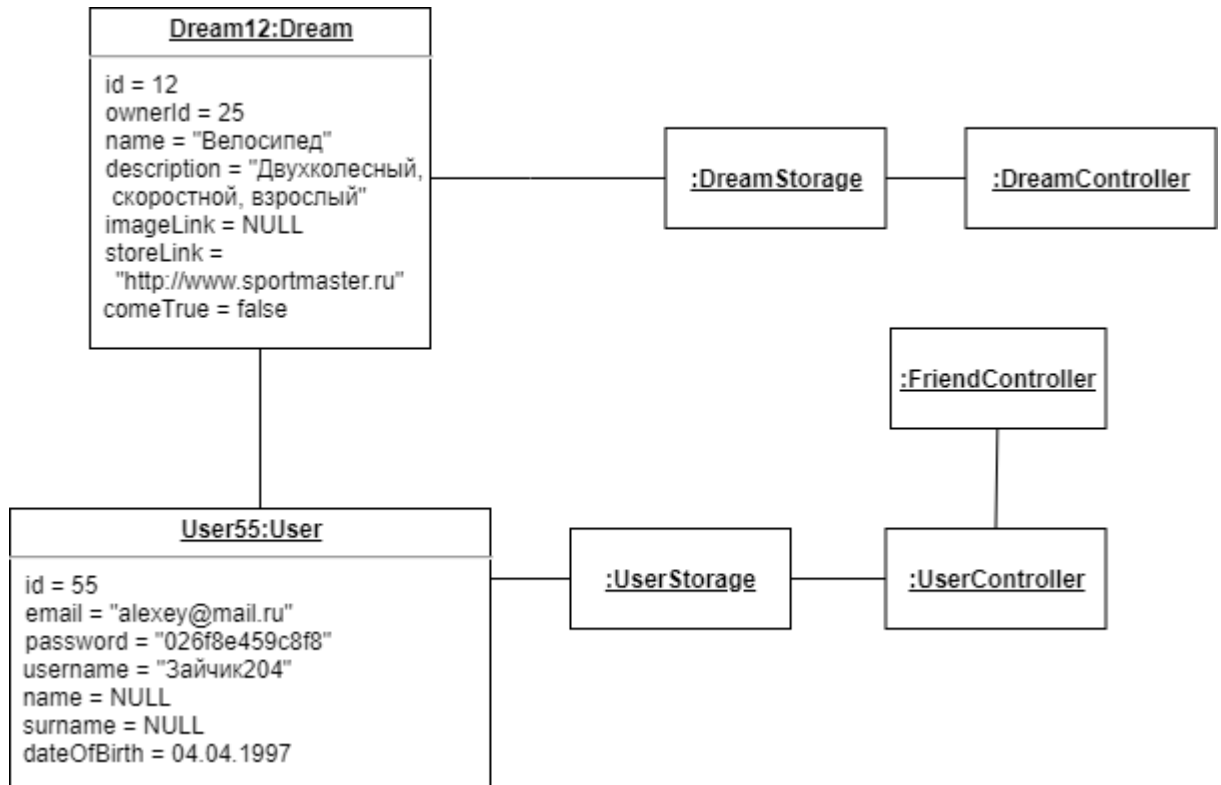 Dream12:Dream
id = 12
ownerId = 25
name = "Велосипед"
description = "Двухколесный,
скоростной, взрослый"
imageLink = NULL
storeLink =
"http://www.sportmaster.ru"
comeTrue = false
:DreamStorage
:DreamController
:FriendController
User55:User
id = 55
email = "alexey@mail.ru"
password = "026f8e459c8f8"
username = "Зайчик204"
name = NULL
surname = NULL
dateOfBirth = 04.04.1997
:UserStorage
:UserController